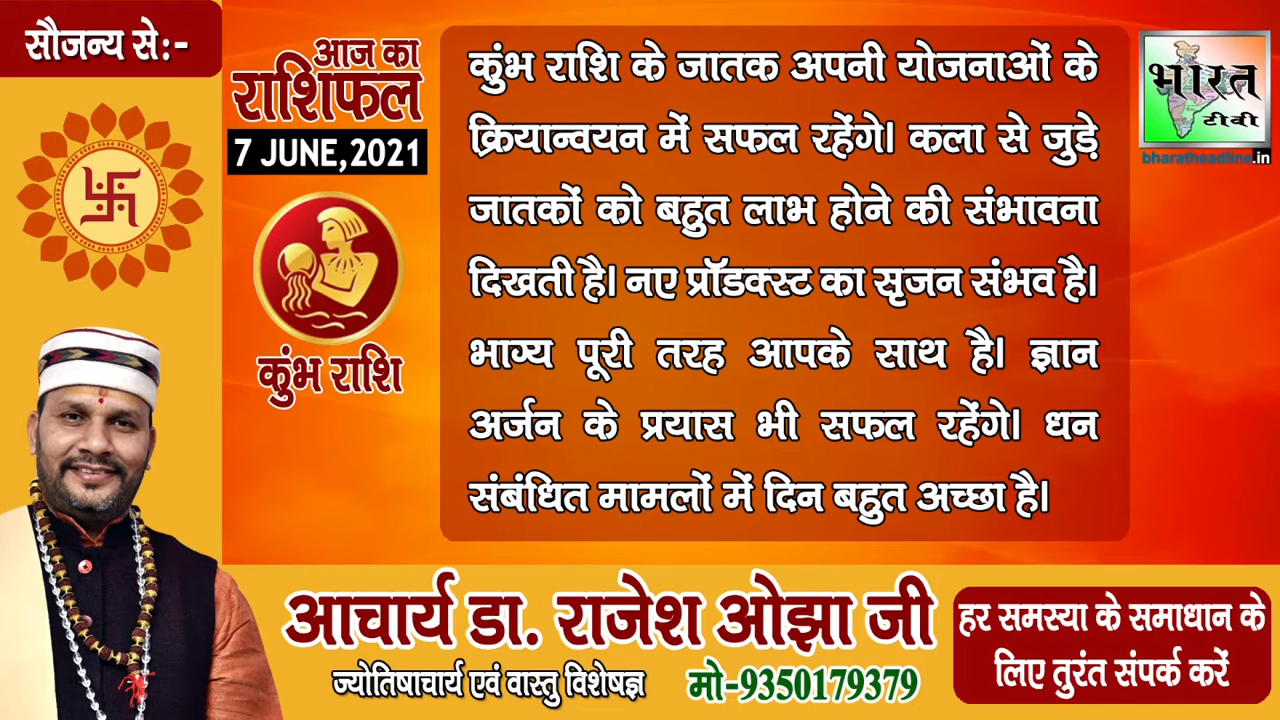 सौजन्य से:-
आज का
राशिफल
7 JUNE,2021
कुंभ राशि
कुंभ राशि के जातक अपनी योजनाओं के
क्रियान्वयन में सफल रहेंगे। कला से जुड़े
जातकों को बहुत लाभ होने की संभावना
दिखती है। नए प्रॉडक्स्ट का सृजन संभव है।
भाग्य पूरी तरह आपके साथ है। ज्ञान
अर्जन के प्रयास भी सफल रहेंगे। धन
संबंधित मामलों में दिन बहुत अच्छा है।
भारत
टीवी
bharatheadline.in
आचार्य डा. राजेश ओझा जी
ज्योतिषाचार्य एवं वास्तु विशेषज्ञ
मो-9350179379
हर समस्या के समाधान के
लिए तुरंत संपर्क करें